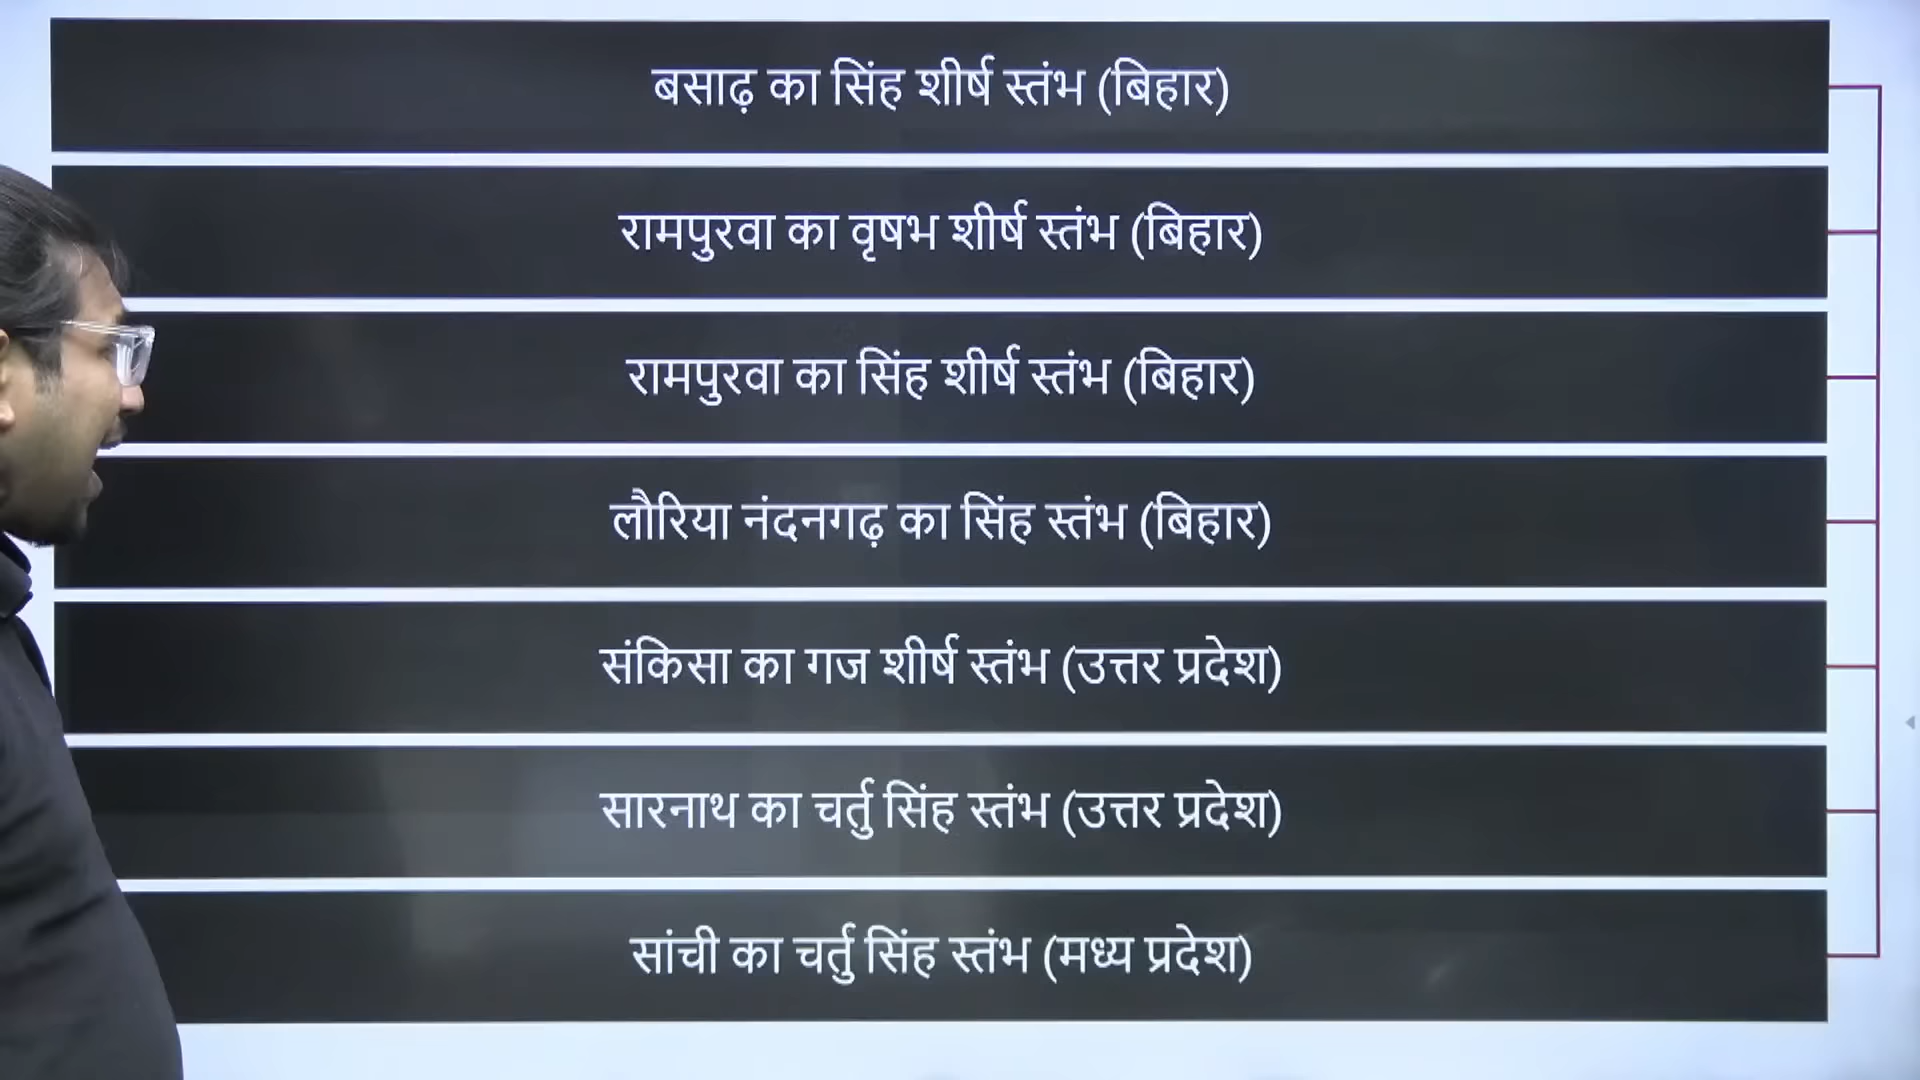 बसाढ़ का सिंह शीर्ष स्तंभ (बिहार)
रामपुरवा का वृषभ शीर्ष स्तंभ (बिहार)
रामपुरवा का सिंह शीर्ष स्तंभ (बिहार)
लौरिया नंदनगढ़ का सिंह स्तंभ (बिहार)
संकिसा का गज शीर्ष स्तंभ (उत्तर प्रदेश)
सारनाथ का चर्तु सिंह स्तंभ (उत्तर प्रदेश)
सांची का चर्तु सिंह स्तंभ (मध्य प्रदेश)